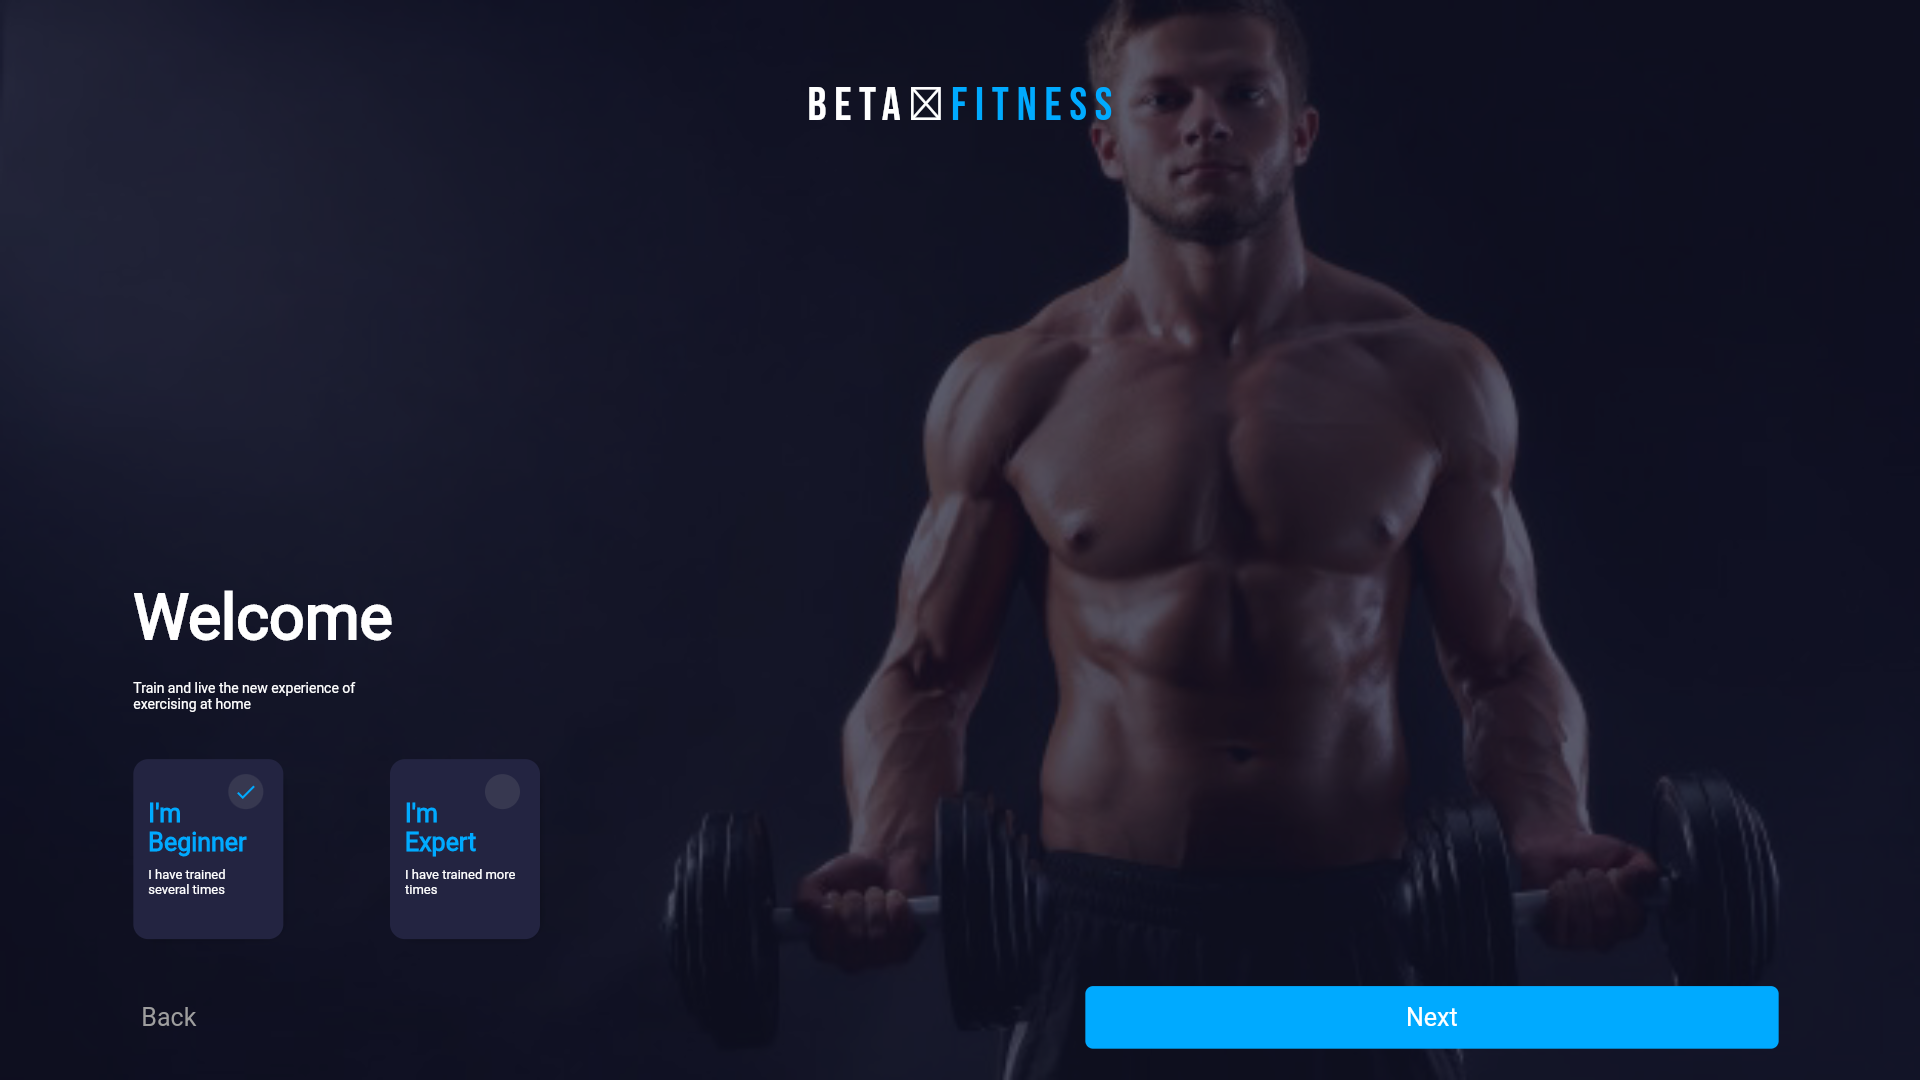 BETA FITNESS
Welcome
Train and live the new experience of
exercising at home
I'm
Beginner
I have trained
several times
I'm
Expert
I have trained more
times
Back
Next